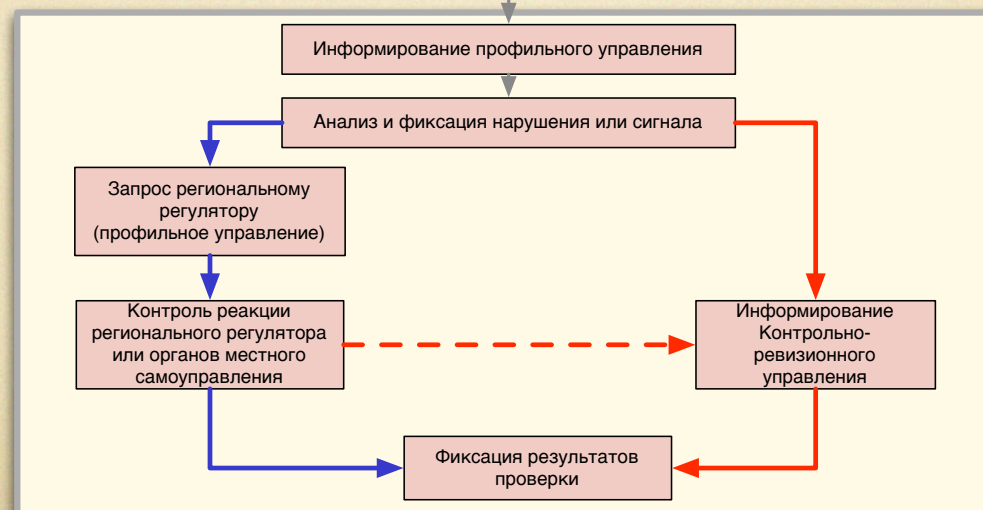 Информирование профильного управления
Анализ и фиксация нарушения или сигнала
Запрос региональному
регулятору
(профильное управление)
Контроль реакции
регионального регулятора
или органов местного
самоуправления
Информирование
Контрольно-
ревизионного
управления
Фиксация результатов
проверки